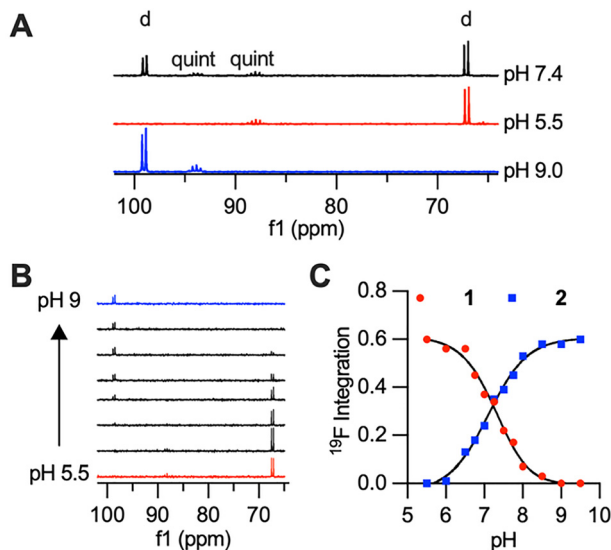 A
d
d
quint
quint
pH 7.4
pH 5.5
pH 9.0
100
90
80
70
f1 (ppm)
B
pH 9
pH 5.5
100
90
80
70
f1 (ppm)
C
1
2
0.8
0.6
0.4
0.2
0.0
¹⁹F Integration
5
6
7
8
9
10
pH